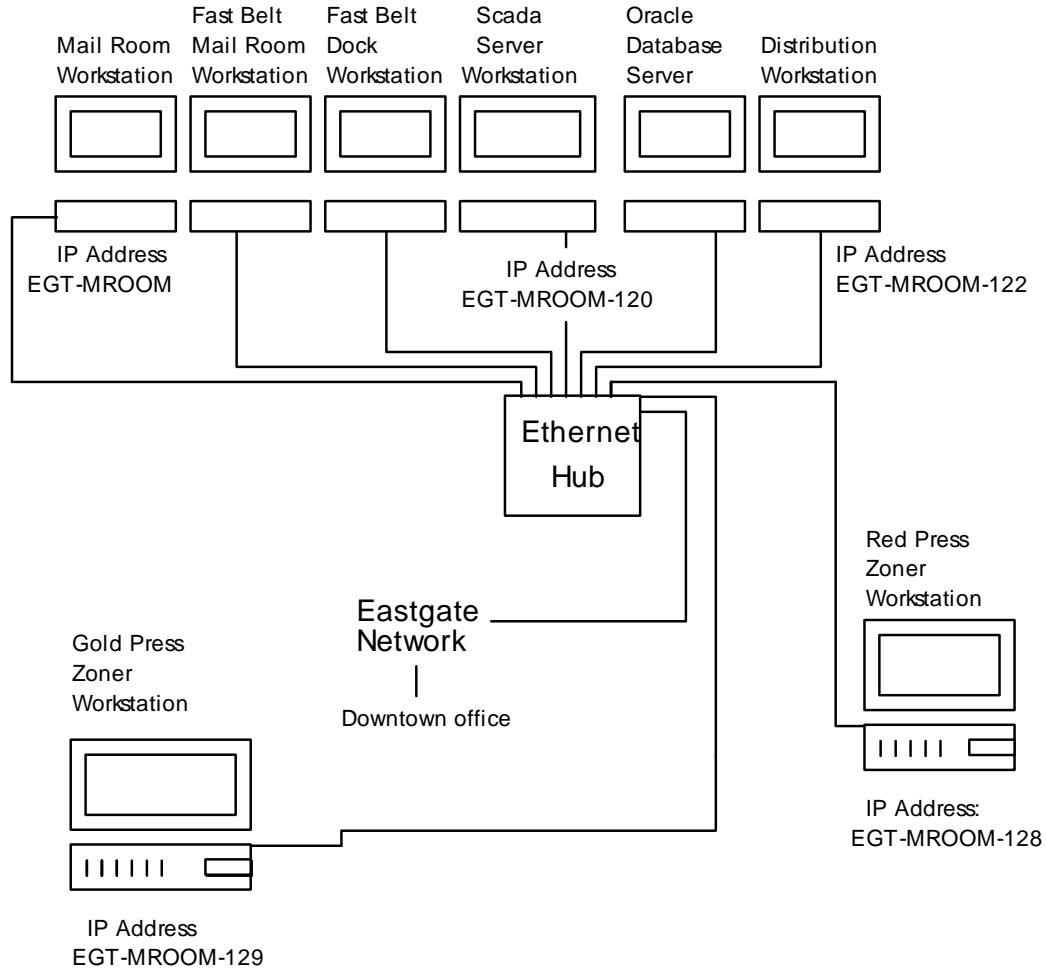 Mail Room
Workstation
Fast Belt
Mail Room
Workstation
Fast Belt
Dock
Workstation
Scada
Server
Workstation
Oracle
Database
Server
Distribution
Workstation
IP Address
EGT-MROOM
IP Address
EGT-MROOM-120
IP Address
EGT-MROOM-122
Ethernet
Hub
Red Press
Zoner
Workstation
Eastgate
Network
Downtown office
Gold Press
Zoner
Workstation
IP Address:
EGT-MROOM-128
IP Address
EGT-MROOM-129